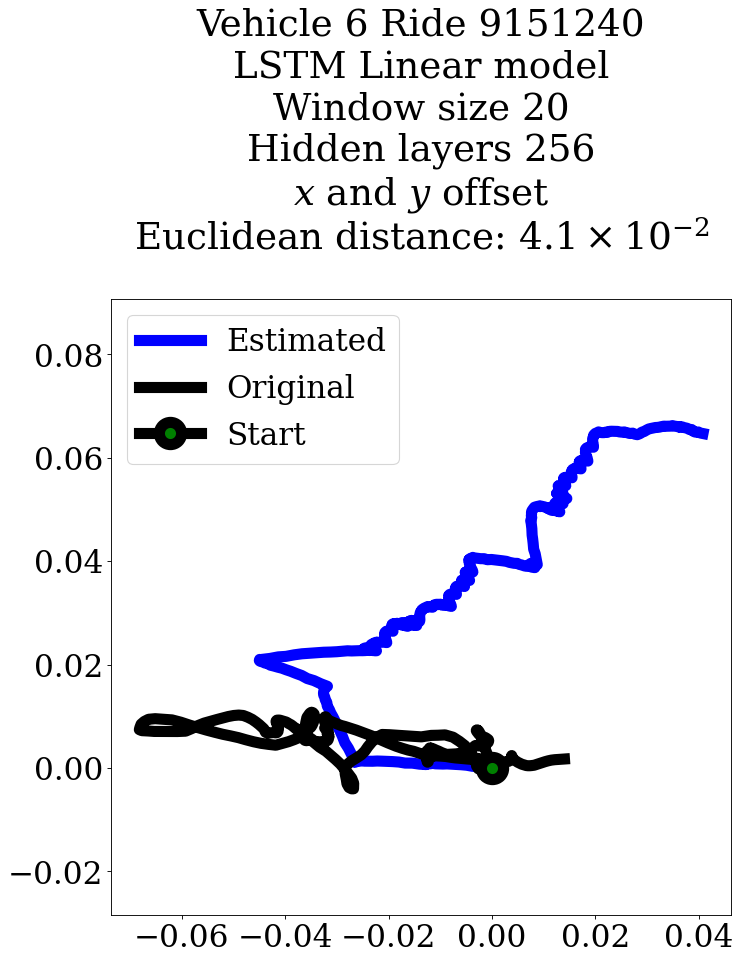 Vehicle 6 Ride 9151240
LSTM Linear model
Window size 20
Hidden layers 256
x and y offset
Euclidean distance: 4.1 × 10⁻²
Estimated
Original
Start
0.08
0.06
0.04
0.02
0.00
−0.02
−0.06 −0.04 −0.02 0.00 0.02 0.04